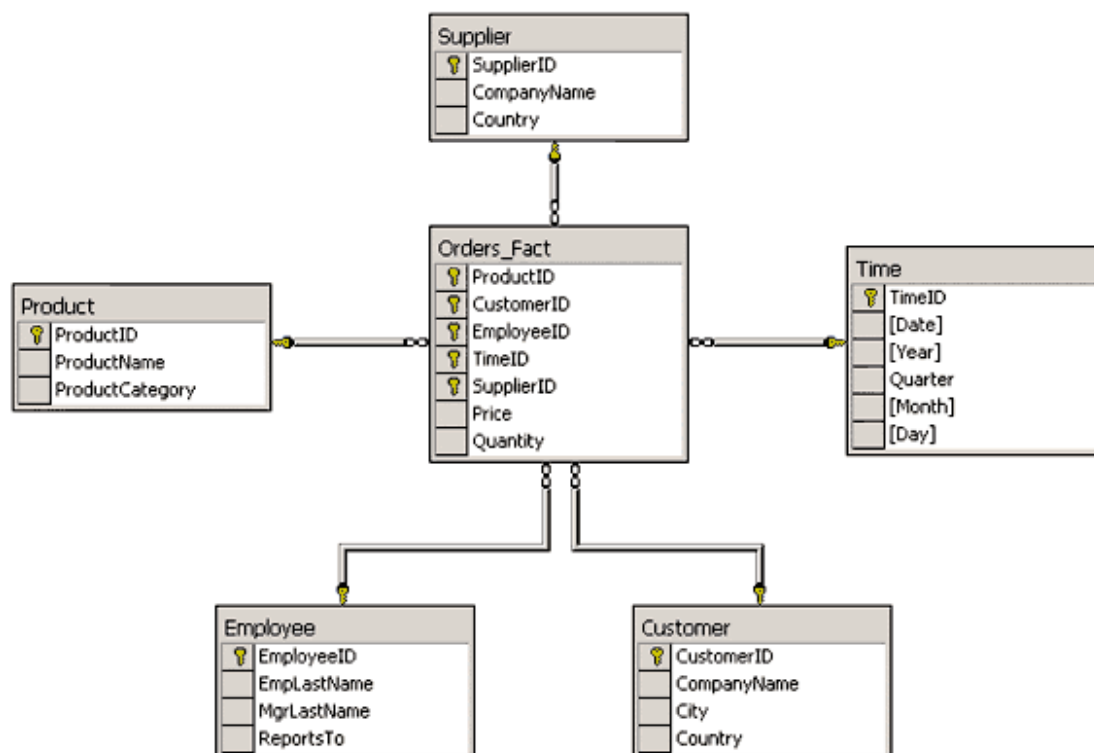 Supplier
SupplierID
CompanyName
Country
Orders_Fact
ProductID
CustomerID
EmployeeID
TimeID
SupplierID
Price
Quantity
Product
ProductID
ProductName
ProductCategory
Time
TimeID
[Date]
[Year]
Quarter
[Month]
[Day]
Employee
EmployeeID
EmpLastName
MgrLastName
ReportsTo
Customer
CustomerID
CompanyName
City
Country